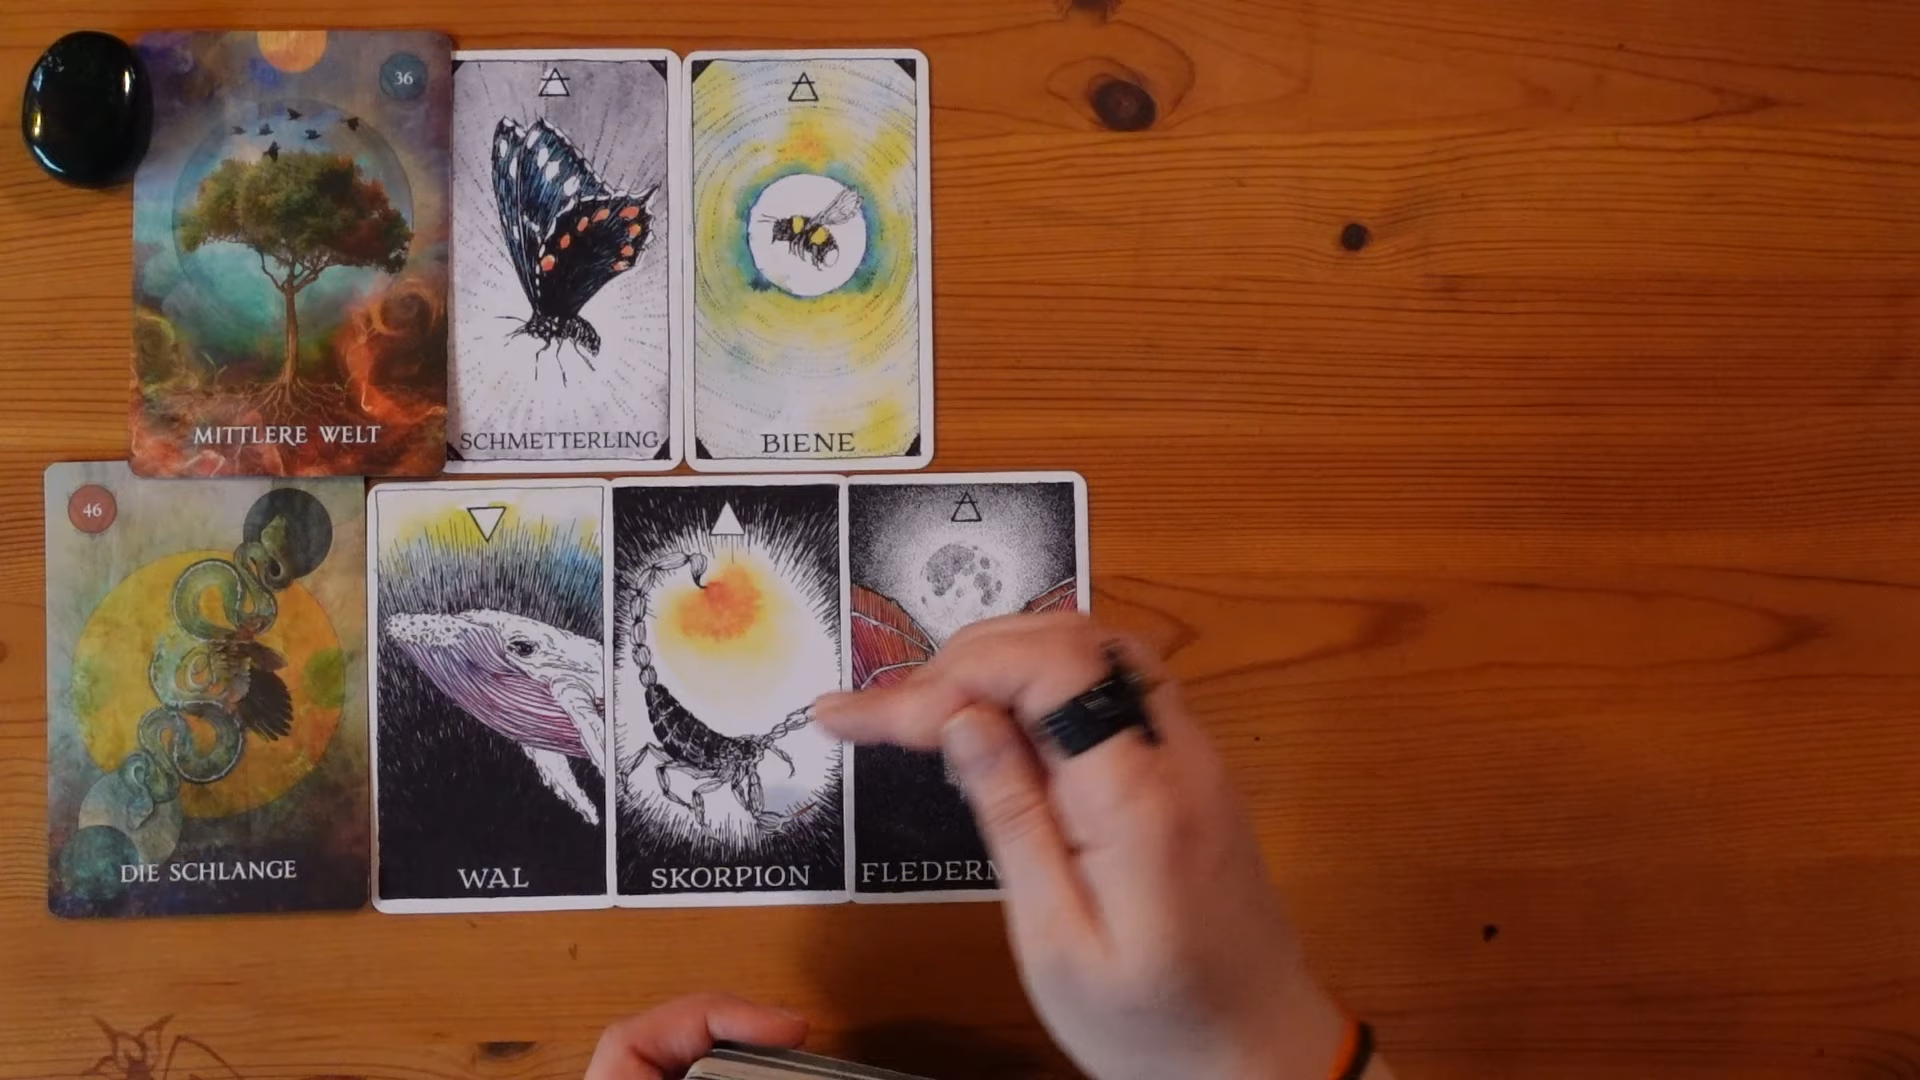 36
MITTLERE WELT
SCHMETTERLING
BIENE
46
DIE SCHLANGE
WAL
SKORPION